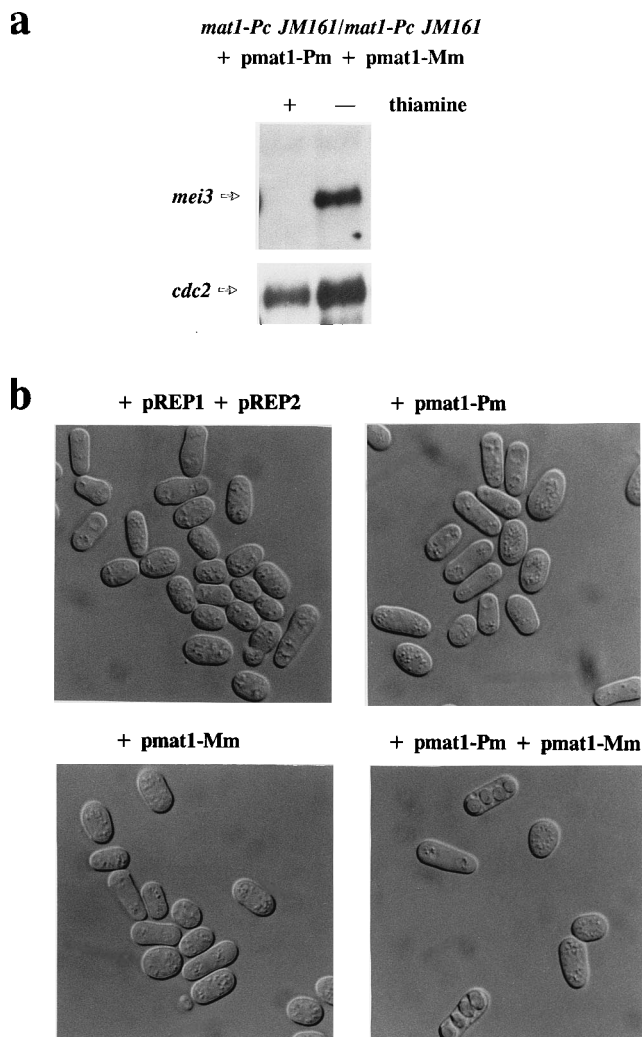 a
mat1-Pc JM161/mat1-Pc JM161
+ pmat1-Pm + pmat1-Mm
+ — thiamine
mei3
cdc2
b
+ pREP1 + pREP2
+ pmat1-Pm
+ pmat1-Mm
+ pmat1-Pm + pmat1-Mm